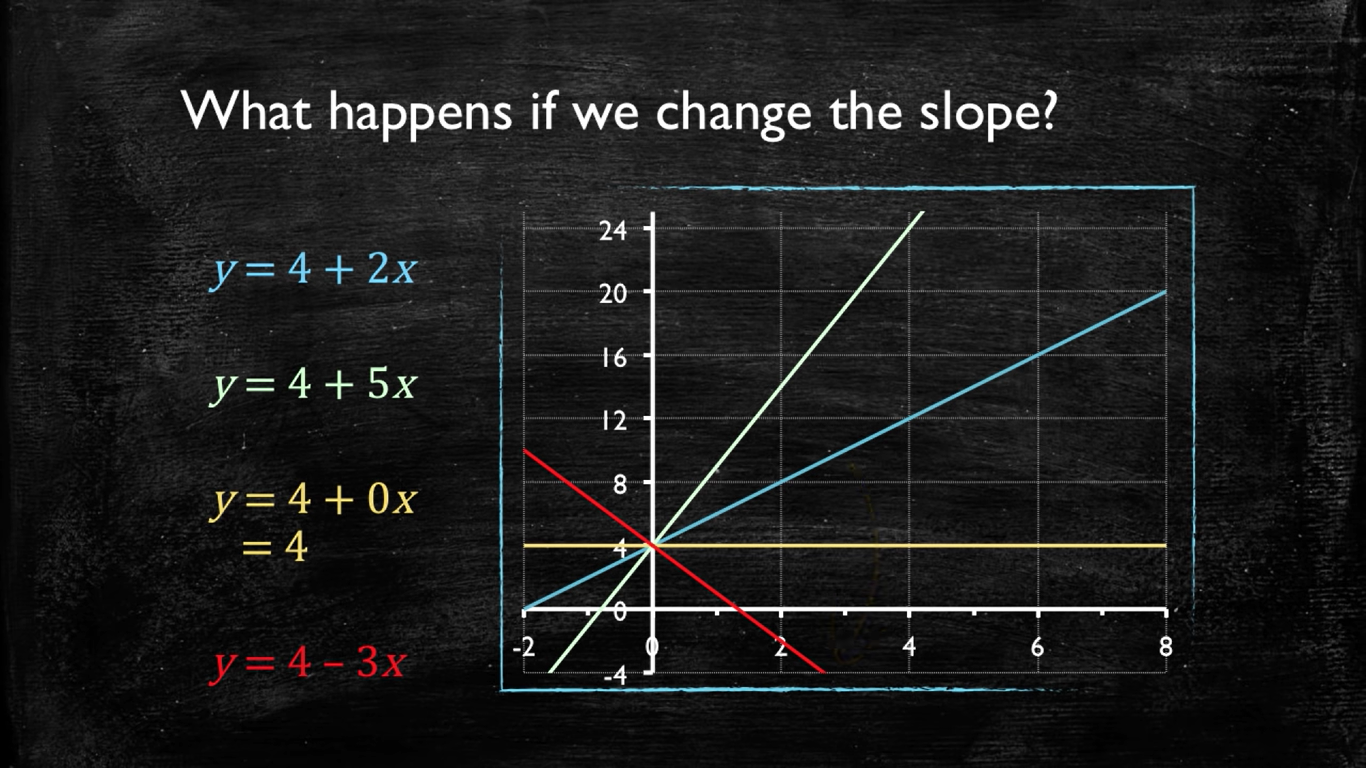 What happens if we change the slope?
y = 4 + 2x
y = 4 + 5x
y = 4 + 0x
= 4
y = 4 – 3x
24
20
16
12
8
4
0
-2 0 2 4 6 8
-4